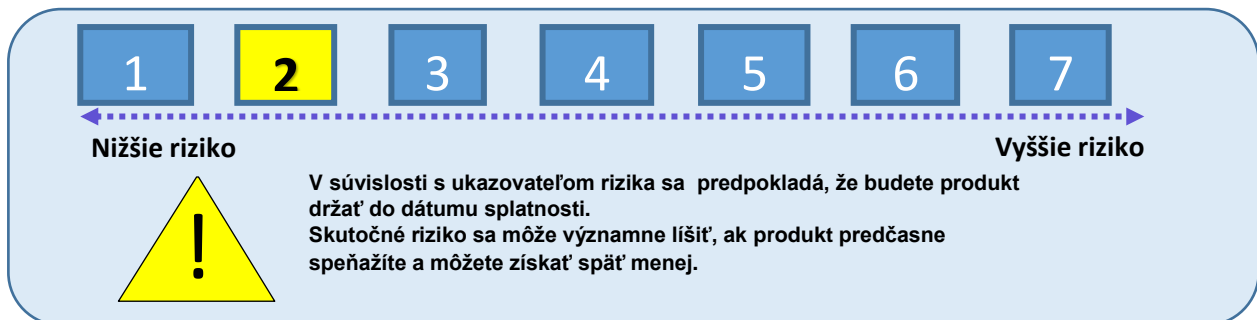 1 2 3 4 5 6 7
Nižšie riziko Vyššie riziko
V súvislosti s ukazovateľom rizika sa predpokladá, že budete produkt
držať do dátumu splatnosti.
Skutočné riziko sa môže významne líšiť, ak produkt predčasne
speňažíte a môžete získať späť menej.
!